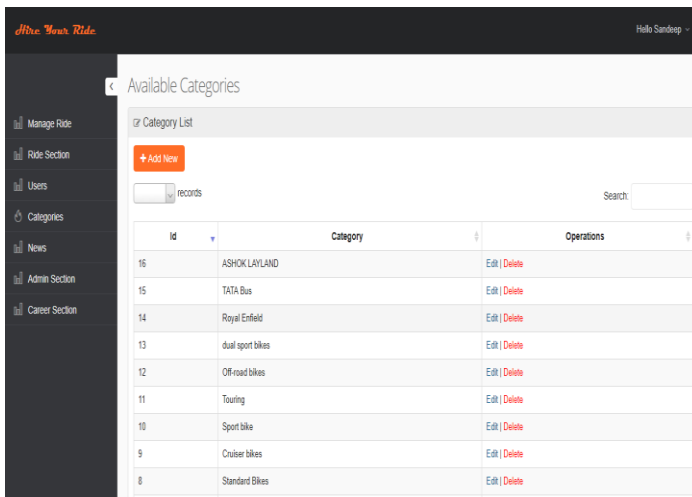 Hire Your Ride
Hello Sandeep
Available Categories
Manage Ride
Category List
Ride Section
+ Add New
Users
records
Search:
Categories
Id Category Operations
News
16 ASHOK LAYLAND Edit | Delete
Admin Section
15 TATA Bus Edit | Delete
Career Section
14 Royal Enfield Edit | Delete
13 dual sport bikes Edit | Delete
12 Off-road bikes Edit | Delete
11 Touring Edit | Delete
10 Sport bike Edit | Delete
9 Cruiser bikes Edit | Delete
8 Standard Bikes Edit | Delete